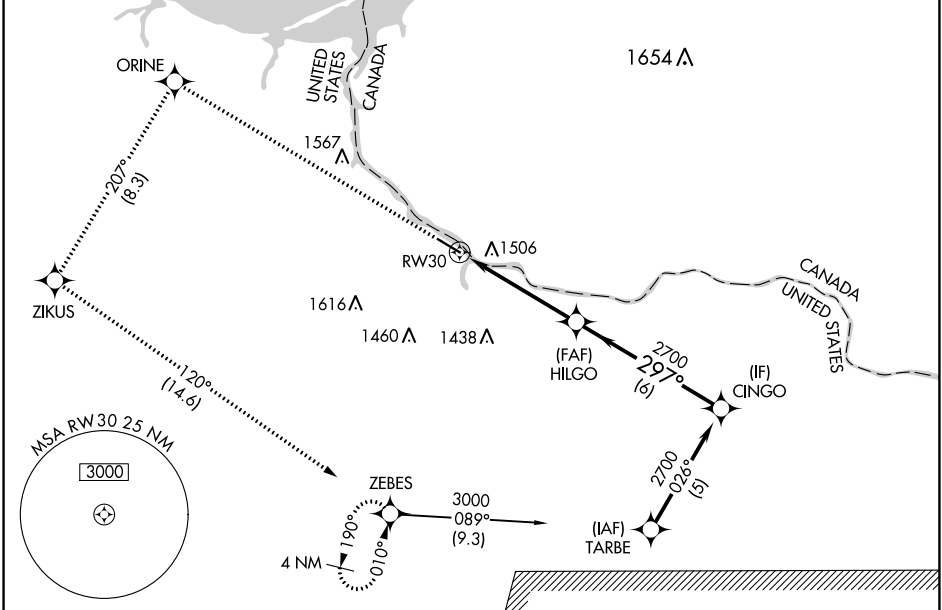 ORINE
UNITED
STATES
CANADA
1654
1567
207°
(8.3)
RW30
1506
ZIKUS
CANADA
UNITED STATES
1616
1460
1438
(FAF)
HILGO
2700
297°
(6)
(IF)
CINGO
120°
(14.6)
MSA RW30 25 NM
3000
ZEBES
3000
089°
(9.3)
2700
026°
(5)
190°
010°
4 NM
(IAF)
TARBE